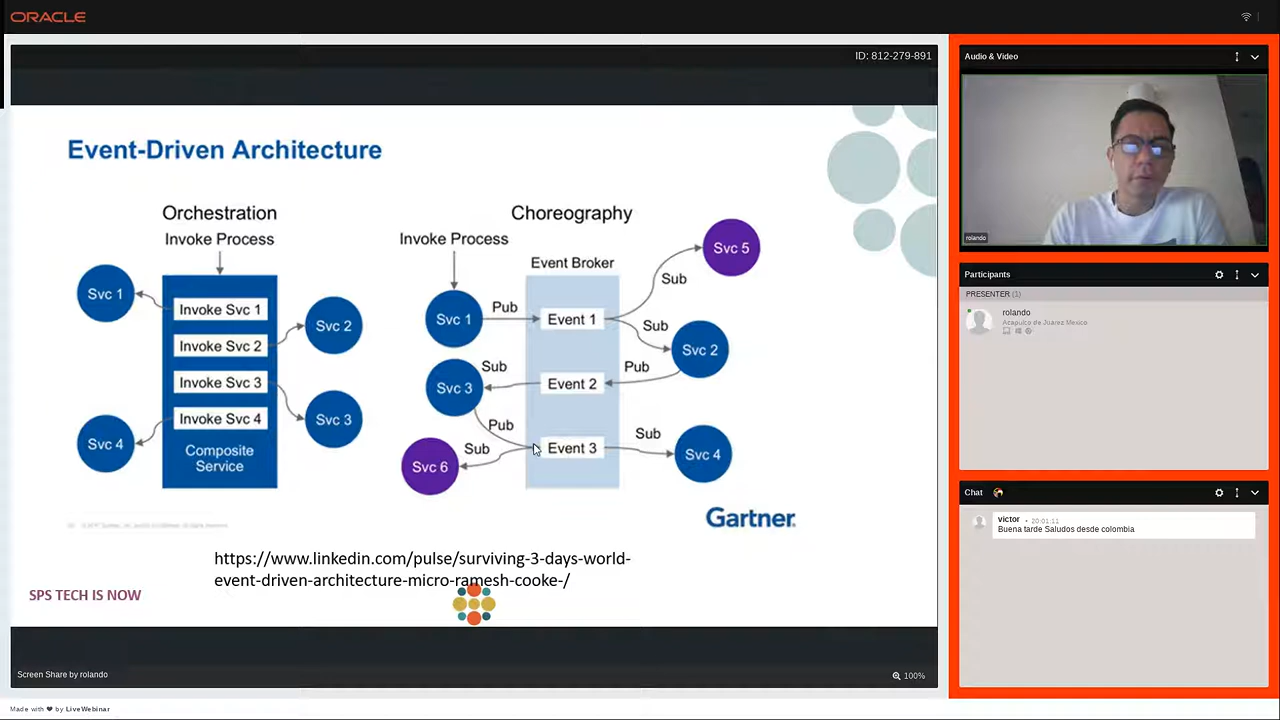 ORACLE
ID: 812-279-891
Event-Driven Architecture
Orchestration
Invoke Process
Svc 1
Invoke Svc 1
Invoke Svc 2
Svc 2
Invoke Svc 3
Invoke Svc 4
Svc 3
Svc 4
Composite
Service
Choreography
Invoke Process
Event Broker
Svc 5
Sub
Svc 1
Pub
Event 1
Sub
Svc 2
Sub
Pub
Svc 3
Event 2
Pub
Sub
Sub
Event 3
Svc 4
Svc 6
Gartner
https://www.linkedin.com/pulse/surviving-3-days-world-
event-driven-architecture-micro-ramesh-cooke-/
SPS TECH IS NOW
Screen Share by rolando
100%
Made with ❤ by LiveWebinar
Audio & Video
rolando
Participants
PRESENTER (1)
rolando
Acapulco de Juarez Mexico
Chat
victor • 20:01:11
Buena tarde Saludos desde colombia